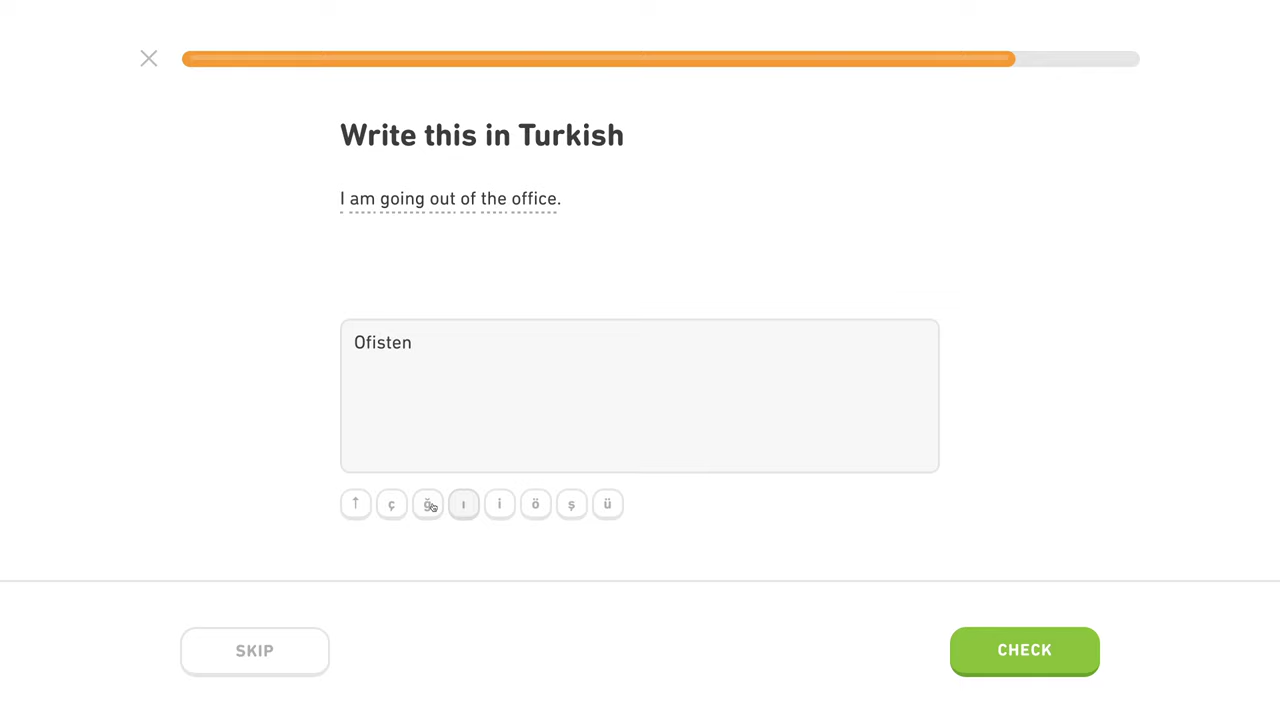 Write this in Turkish
I am going out of the office.
Ofisten
↑ ç ğ ı i ö ş ü
SKIP
CHECK